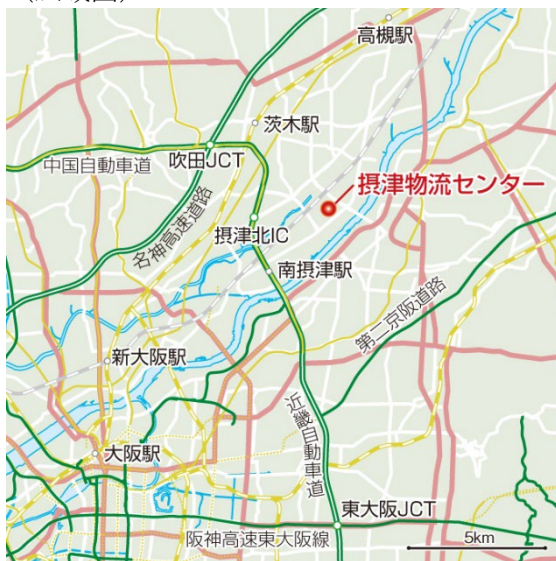 高槻駅
茨木駅
吹田JCT
中国自動車道
摂津物流センター
名神高速道路
摂津北IC
南摂津駅
第二京阪道路
新大阪駅
近畿自動車道
大阪駅
東大阪JCT
阪神高速東大阪線
5km